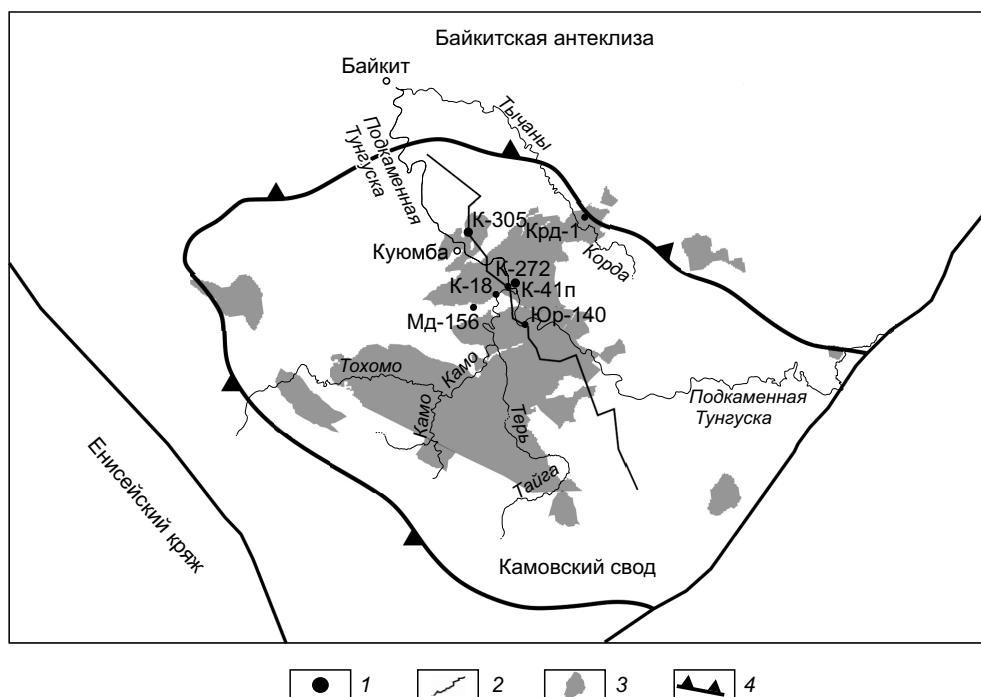 Байкитская антеклиза
Байкит
Тычаны
Подкаменная
Тунгуска
К-305
Крд-1
Куюмба
Корда
К-272
К-18
К-41п
Мд-156
Юр-140
Тохомо
Камо
Камо
Терь
Подкаменная
Тунгуска
Тайга
Енисейский кряж
Камовский свод
1
2
3
4